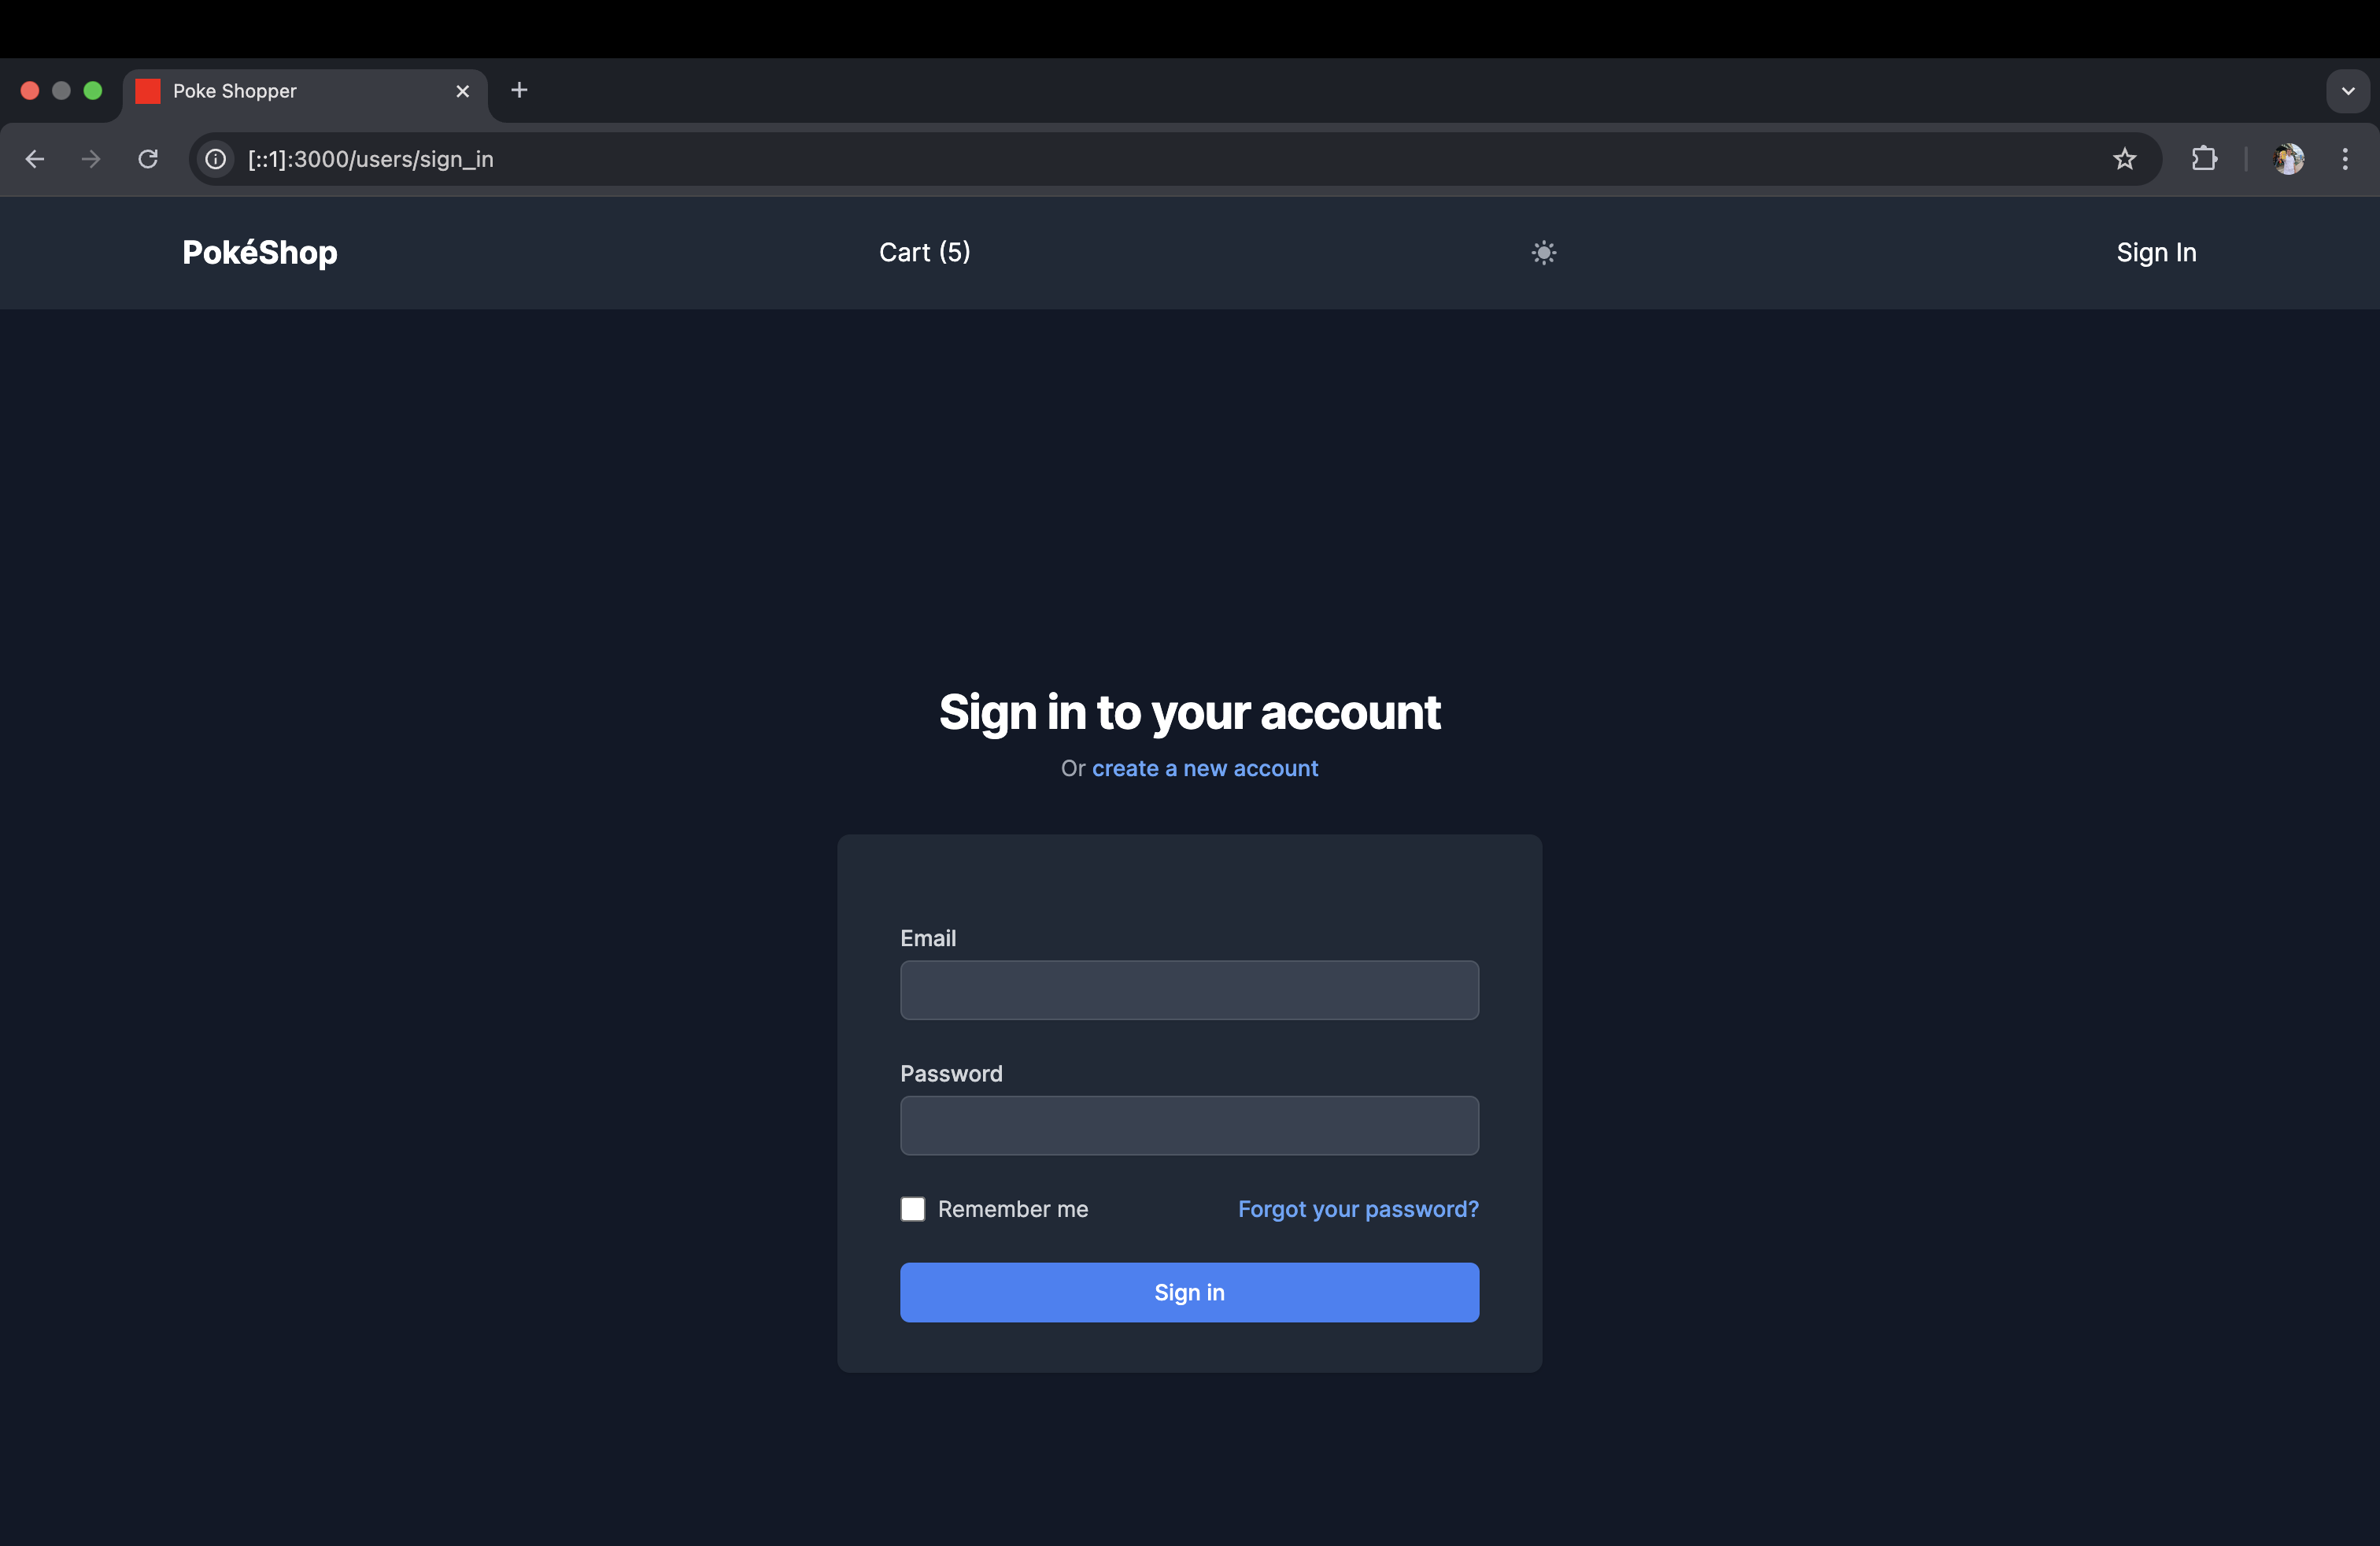 Poke Shopper
[::1]:3000/users/sign_in
PokéShop Cart (5) Sign In
Sign in to your account
Or create a new account
Email
Password
Remember me Forgot your password?
Sign in